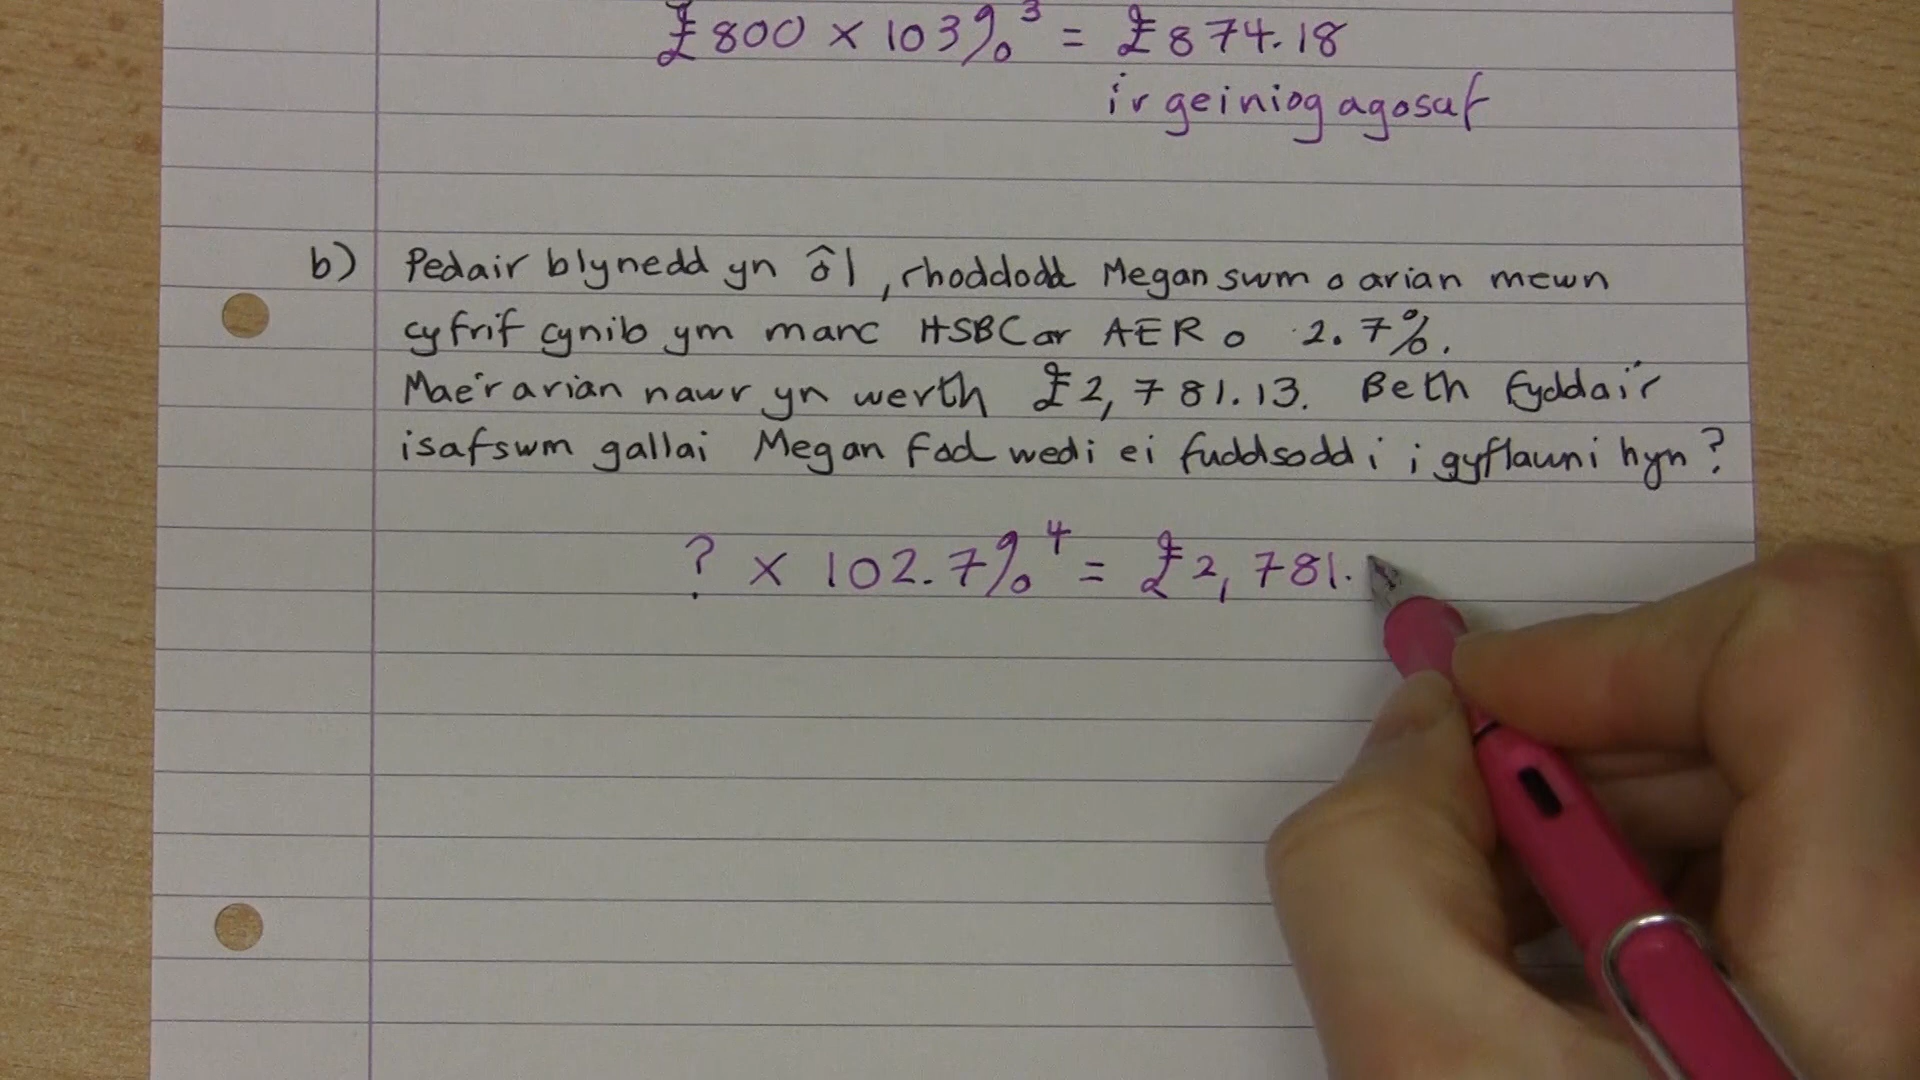 £800 × 103%³ = £874.18
i'r geiniog agosaf
b) Pedair blynedd yn ôl, rhoddodd Megan swm o arian mewn
cyfrif cynib ym manc HSBC ar AER o 2.7%.
Mae'r arian nawr yn werth £2,781.13. Beth fyddai'r
isafswm gallai Megan fod wedi ei fuddsoddi i gyflawni hyn?
? × 102.7%⁴ = £2,781.